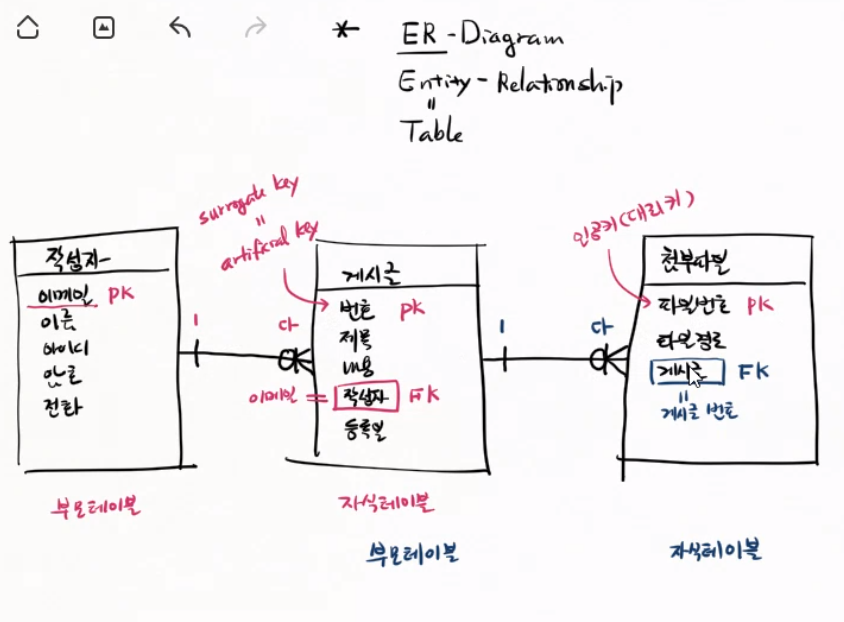 * ER-Diagram
Entity-Relationship
=
Table
surrogate key
=
artificial key
인공키(대리키)
작성자
이메일 PK
이름
아이디
암호
전화
1
다
게시글
번호 PK
제목
내용
이메일 = 작성자 FK
등록일
1
다
첨부파일
파일번호 PK
파일경로
게시글 FK
=
게시글 번호
부모테이블
자식테이블
부모테이블
자식테이블